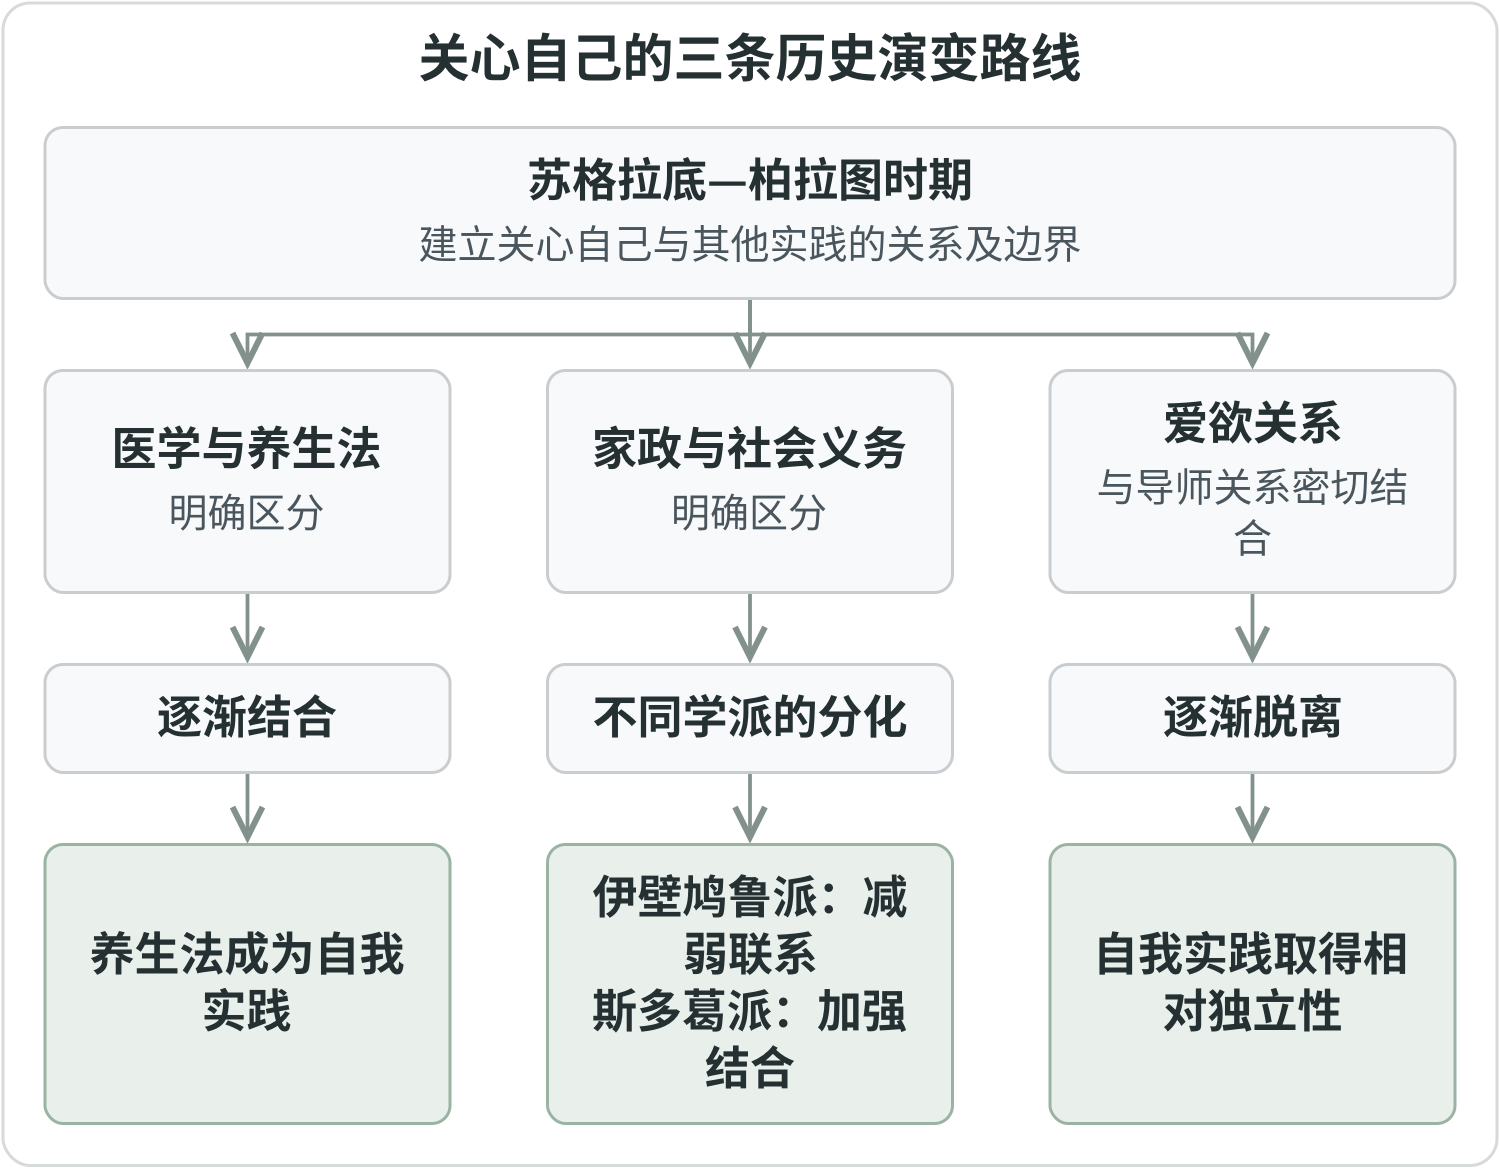 关心自己的三条历史演变路线
苏格拉底—柏拉图时期
建立关心自己与其他实践的关系及边界
医学与养生法
明确区分
家政与社会义务
明确区分
爱欲关系
与导师关系密切结
合
逐渐结合
不同学派的分化
逐渐脱离
养生法成为自我
实践
伊壁鸠鲁派：减
弱联系
斯多葛派：加强
结合
自我实践取得相
对独立性